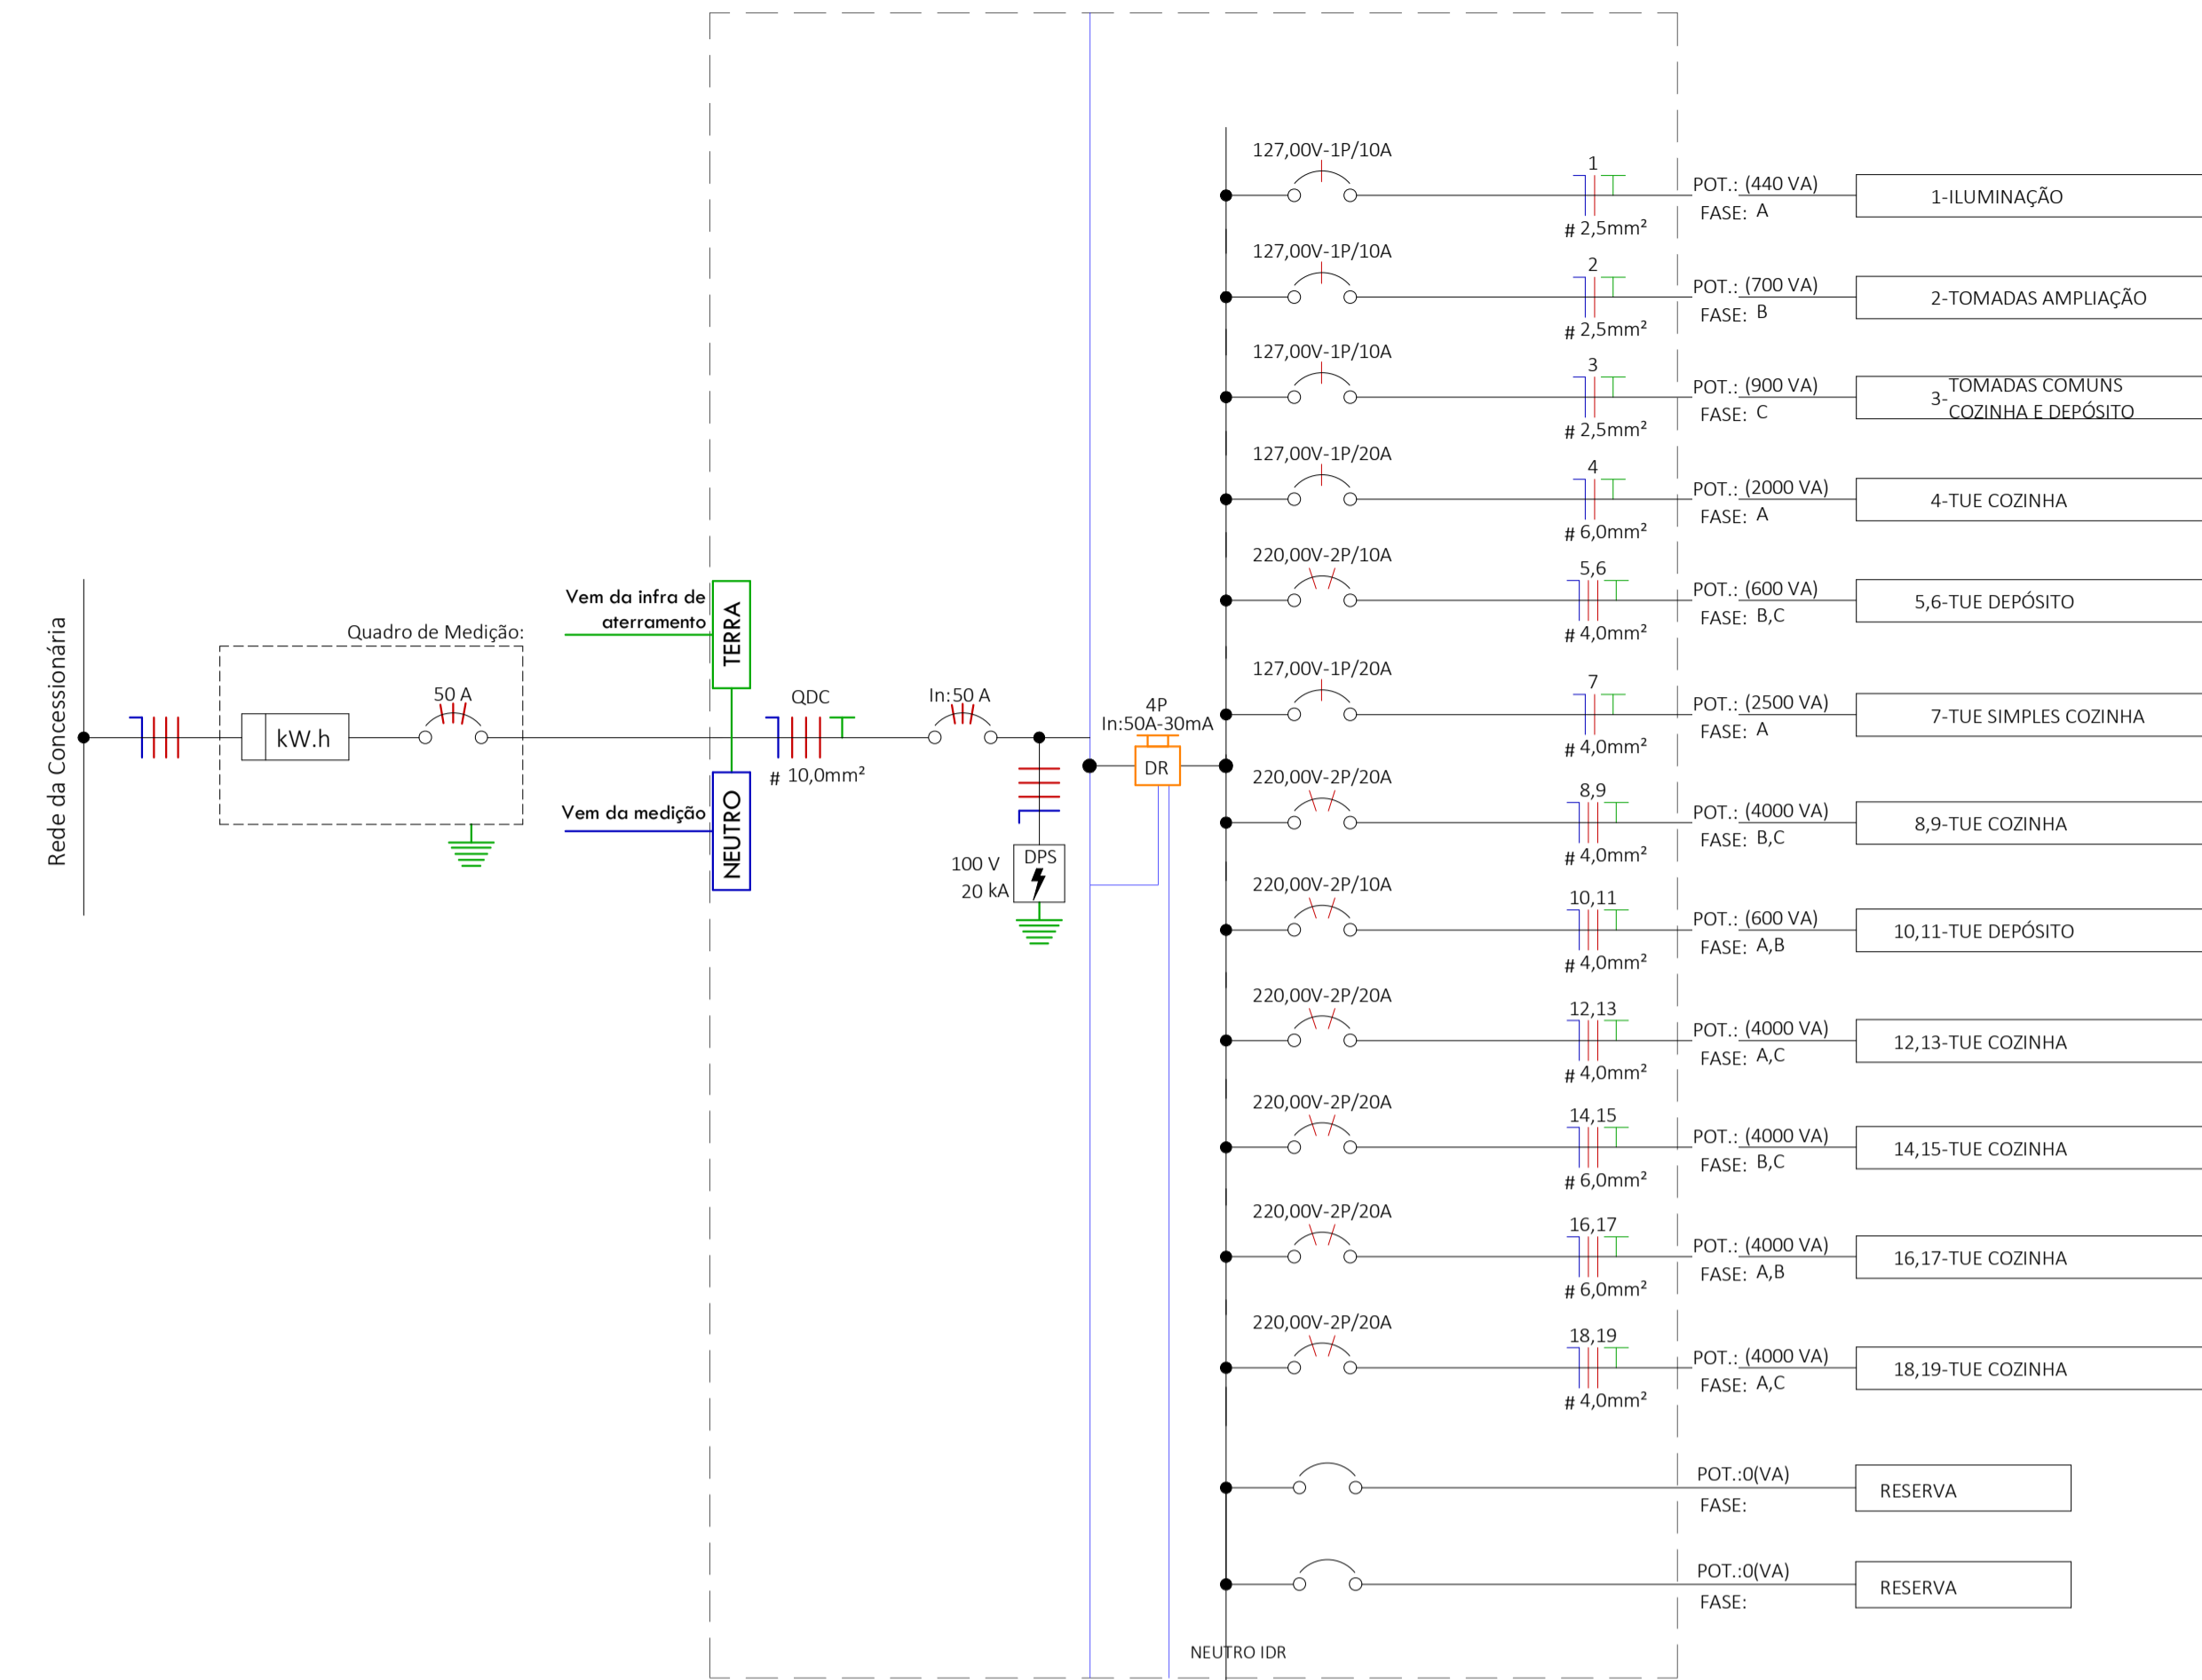 127,00V-1P/10A
1
POT.: (440 VA)
FASE: A
1-ILUMINAÇÃO
# 2,5mm²
127,00V-1P/10A
2
POT.: (700 VA)
FASE: B
2-TOMADAS AMPLIAÇÃO
# 2,5mm²
127,00V-1P/10A
3
POT.: (900 VA)
FASE: C
3-TOMADAS COMUNS
COZINHA E DEPÓSITO
# 2,5mm²
127,00V-1P/20A
4
POT.: (2000 VA)
FASE: A
4-TUE COZINHA
# 6,0mm²
220,00V-2P/10A
5,6
POT.: (600 VA)
FASE: B,C
5,6-TUE DEPÓSITO
# 4,0mm²
Rede da Concessionária
Quadro de Medição:
kW.h
50 A
Vem da infra de
aterramento
TERRA
Vem da medição
NEUTRO
QDC
# 10,0mm²
In:50 A
100 V
20 kA
DPS
4P
In:50A-30mA
DR
127,00V-1P/20A
7
POT.: (2500 VA)
FASE: A
7-TUE SIMPLES COZINHA
# 4,0mm²
220,00V-2P/20A
8,9
POT.: (4000 VA)
FASE: B,C
8,9-TUE COZINHA
# 4,0mm²
220,00V-2P/10A
10,11
POT.: (600 VA)
FASE: A,B
10,11-TUE DEPÓSITO
# 4,0mm²
220,00V-2P/20A
12,13
POT.: (4000 VA)
FASE: A,C
12,13-TUE COZINHA
# 4,0mm²
220,00V-2P/20A
14,15
POT.: (4000 VA)
FASE: B,C
14,15-TUE COZINHA
# 6,0mm²
220,00V-2P/20A
16,17
POT.: (4000 VA)
FASE: A,B
16,17-TUE COZINHA
# 6,0mm²
220,00V-2P/20A
18,19
POT.: (4000 VA)
FASE: A,C
18,19-TUE COZINHA
# 4,0mm²
POT.:0(VA)
FASE:
RESERVA
POT.:0(VA)
FASE:
RESERVA
NEUTRO IDR